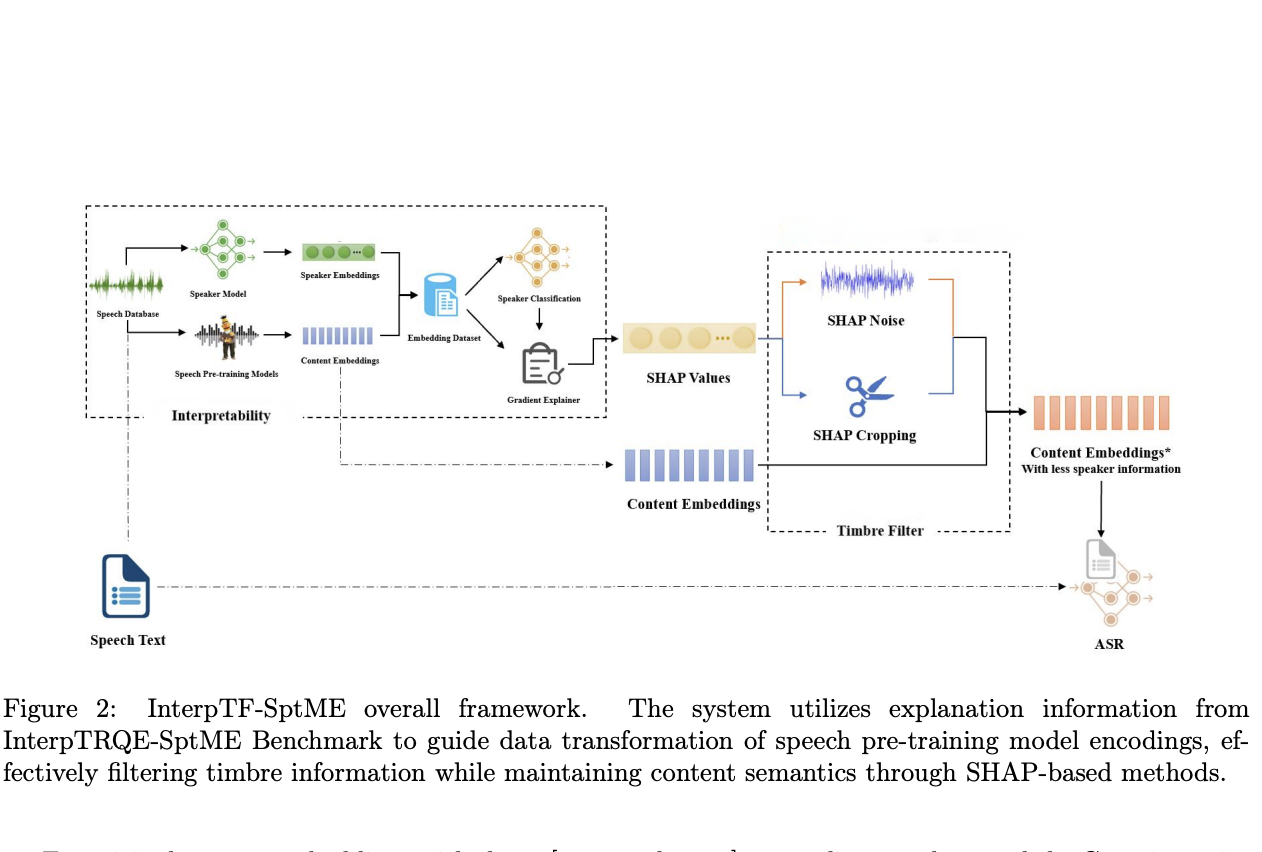 Speaker Model
Speaker Embeddings
Speaker Classification
Speech Database
Embedding Dataset
Speech Pre-training Models
Content Embeddings
Gradient Explainer
Interpretability
SHAP Values
SHAP Noise
SHAP Cropping
Content Embeddings
Timbre Filter
Content Embeddings*
With less speaker information
Speech Text
ASR
Figure 2: InterpTF-SptME overall framework. The system utilizes explanation information from
InterpTRQE-SptME Benchmark to guide data transformation of speech pre-training model encodings, ef-
fectively filtering timbre information while maintaining content semantics through SHAP-based methods.